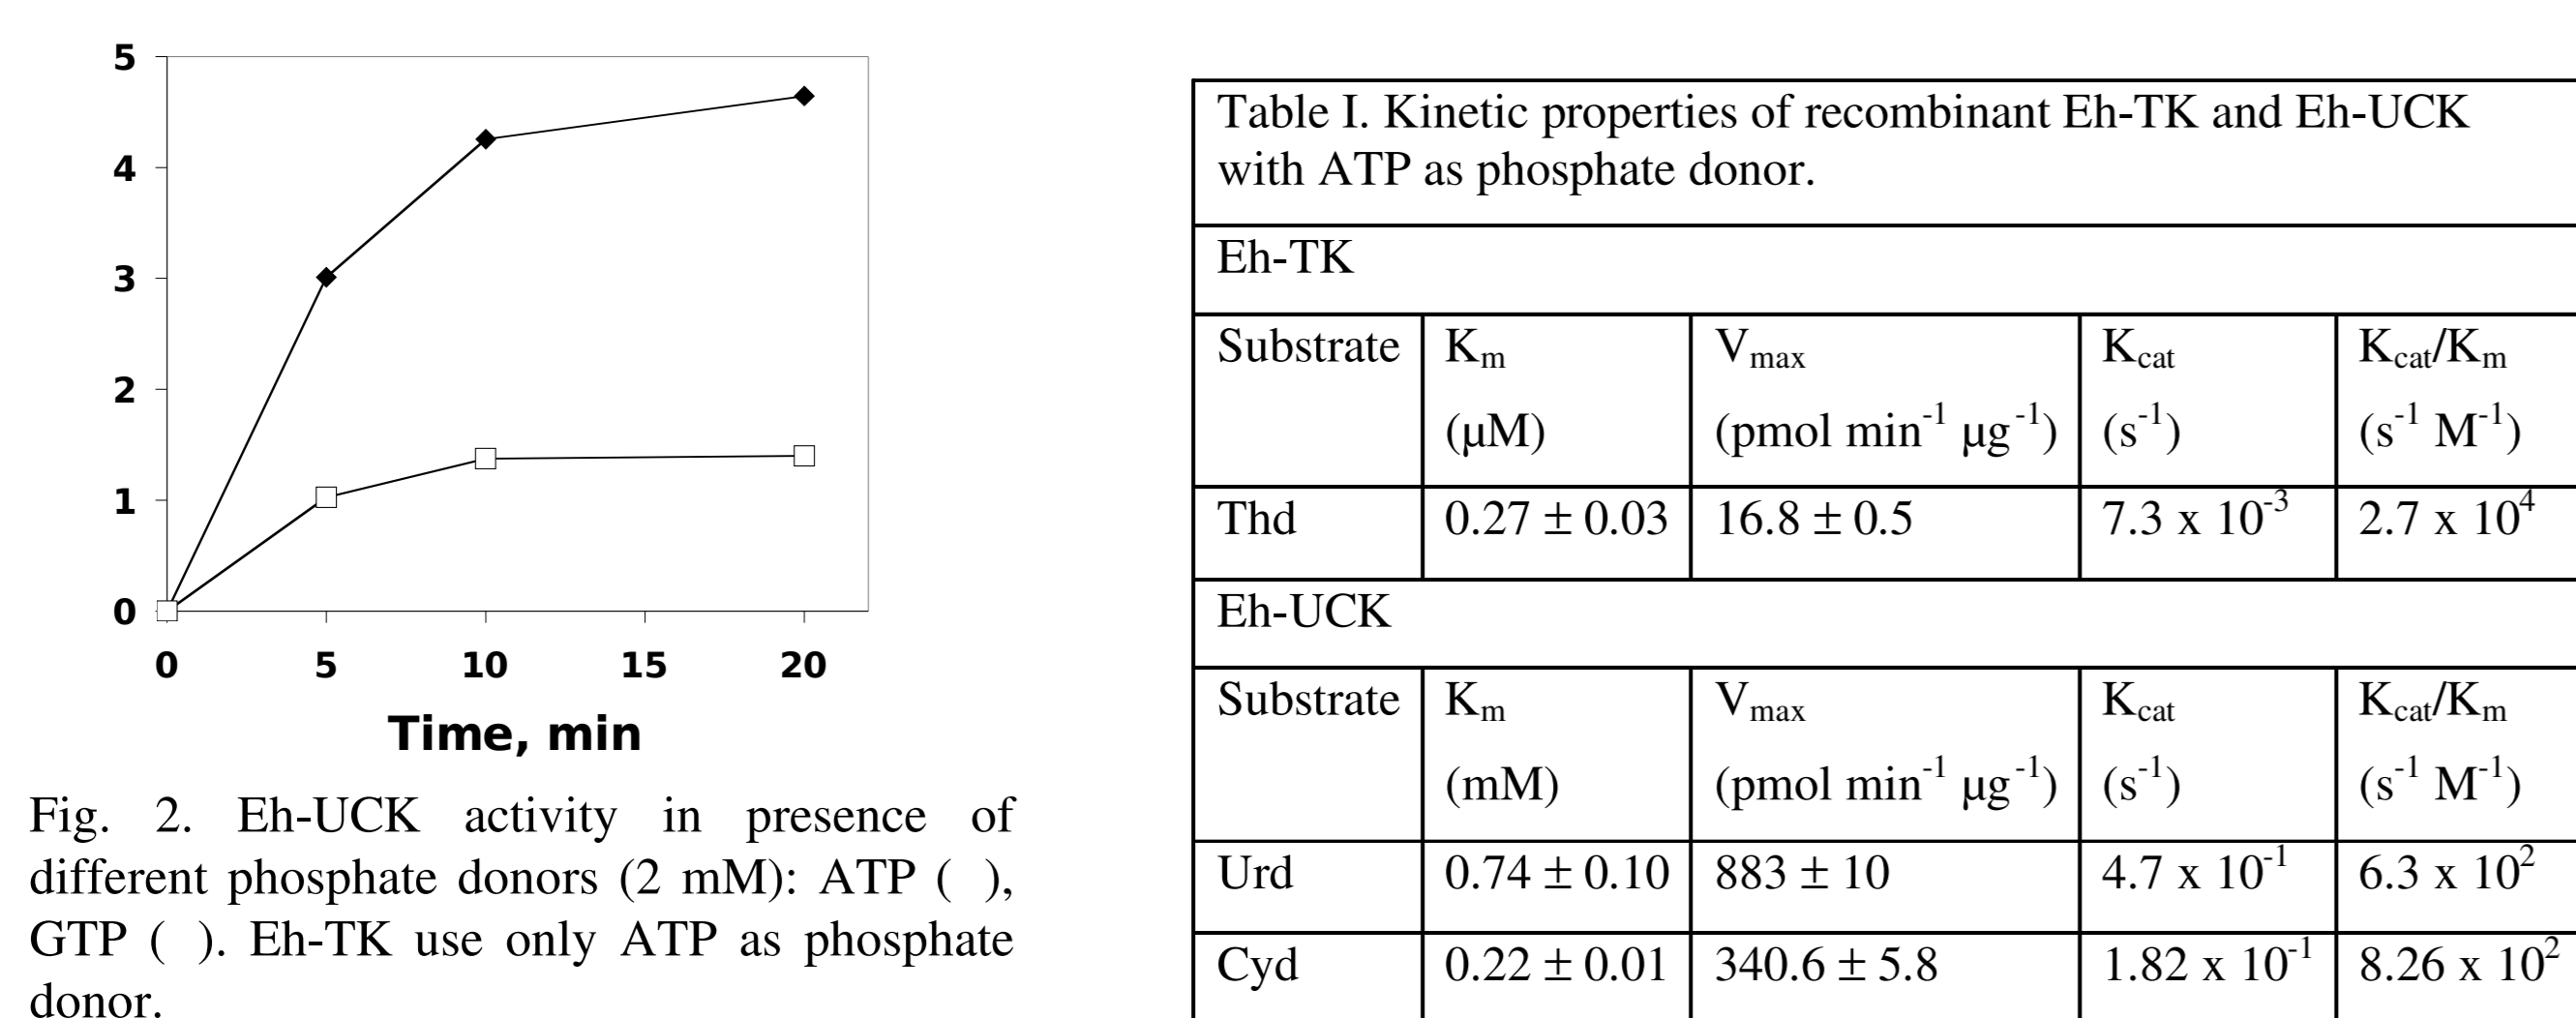 5
4
3
2
1
0
0 5 10 15 20
Time, min
Fig. 2. Eh-UCK activity in presence of
different phosphate donors (2 mM): ATP ( ),
GTP ( ). Eh-TK use only ATP as phosphate
donor.
Table I. Kinetic properties of recombinant Eh-TK and Eh-UCK
with ATP as phosphate donor.
Eh-TK
Substrate Kₘ Vmax Kcat Kcat/Km
(µM) (pmol min⁻¹ µg⁻¹) (s⁻¹) (s⁻¹ M⁻¹)
Thd 0.27 ± 0.03 16.8 ± 0.5 7.3 x 10⁻³ 2.7 x 10⁴
Eh-UCK
Substrate Kₘ Vmax Kcat Kcat/Km
(mM) (pmol min⁻¹ µg⁻¹) (s⁻¹) (s⁻¹ M⁻¹)
Urd 0.74 ± 0.10 883 ± 10 4.7 x 10⁻¹ 6.3 x 10²
Cyd 0.22 ± 0.01 340.6 ± 5.8 1.82 x 10⁻¹ 8.26 x 10²